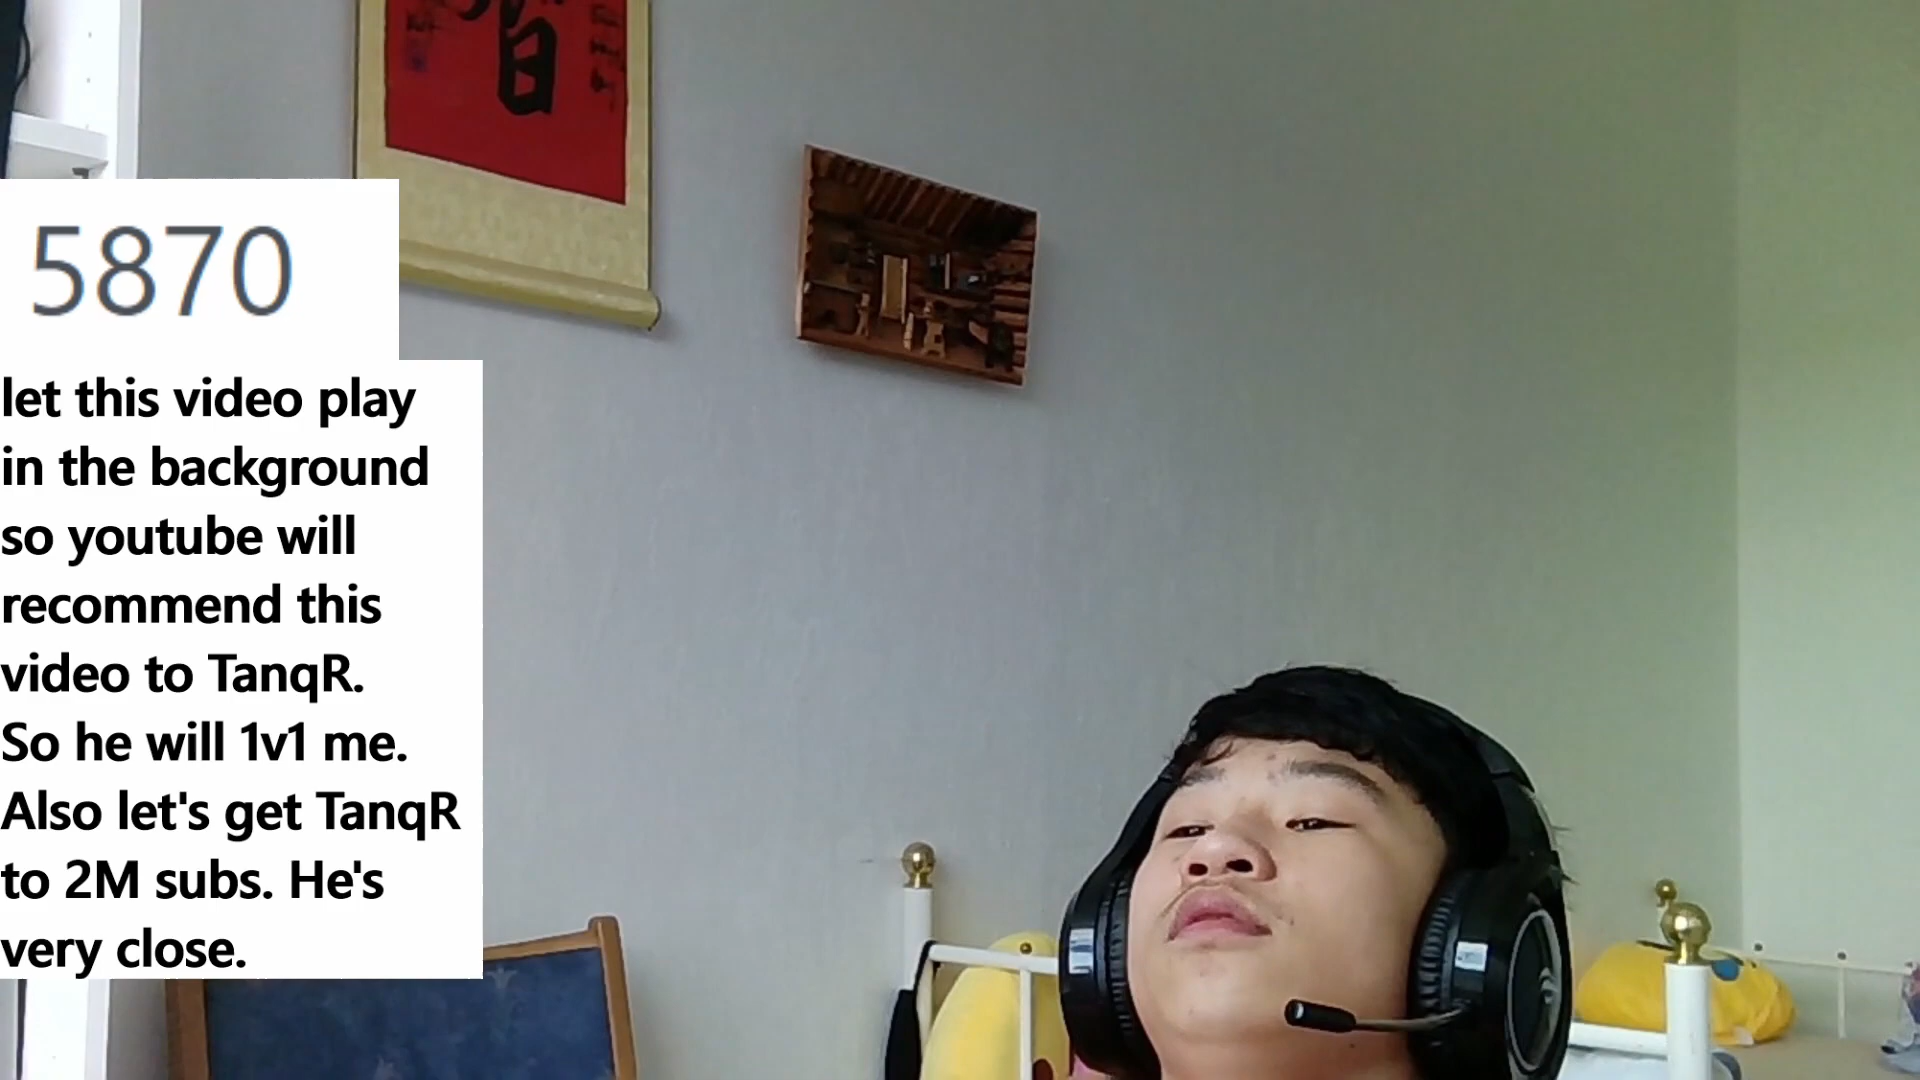 春
5870
let this video play
in the background
so youtube will
recommend this
video to TanqR.
So he will 1v1 me.
Also let's get TanqR
to 2M subs. He's
very close.